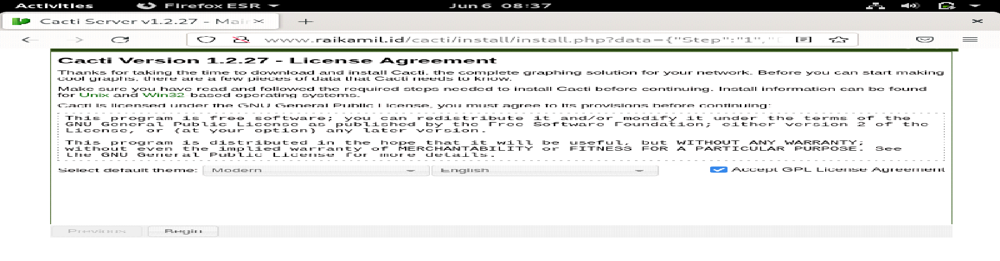 Activities Firefox ESR Jun 6 08:37
Cacti Server v1.2.27 - Main
www.raikamil.id/cacti/install/install.php?data={"Step":"1","
Cacti Version 1.2.27 - License Agreement
Thanks for taking the time to download and install Cacti, the complete graphing solution for your network. Before you can start making
cool graphs, there are a few pieces of data that Cacti needs to know.
Make sure you have read and followed the required steps needed to install Cacti before continuing. Install information can be found
for Unix and Win32-based operating systems.
Cacti is licensed under the GNU General Public License, you must agree to its provisions before continuing:
This program is free software; you can redistribute it and/or modify it under the terms of the
GNU General Public License as published by the Free Software Foundation; either version 2 of the
License, or (at your option) any later version.
This program is distributed in the hope that it will be useful, but WITHOUT ANY WARRANTY;
without even the implied warranty of MERCHANTABILITY or FITNESS FOR A PARTICULAR PURPOSE. See
the GNU General Public License for more details.
Select default theme: Modern English Accept GPL License Agreement
Previous Begin